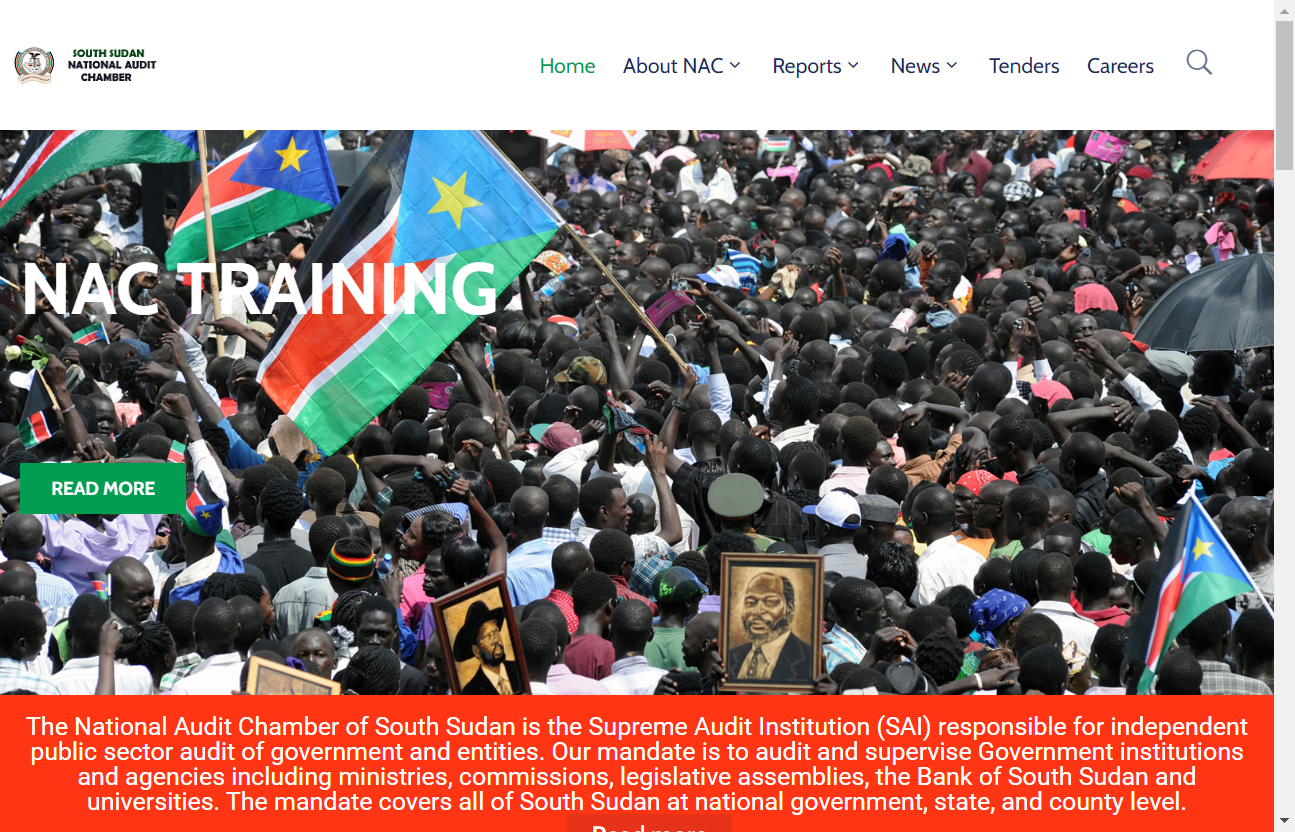 SOUTH SUDAN
NATIONAL AUDIT
CHAMBER
Home
About NAC
Reports
News
Tenders
Careers
NAC TRAINING
READ MORE
The National Audit Chamber of South Sudan is the Supreme Audit Institution (SAI) responsible for independent
public sector audit of government and entities. Our mandate is to audit and supervise Government institutions
and agencies including ministries, commissions, legislative assemblies, the Bank of South Sudan and
universities. The mandate covers all of South Sudan at national government, state, and county level.
Read more